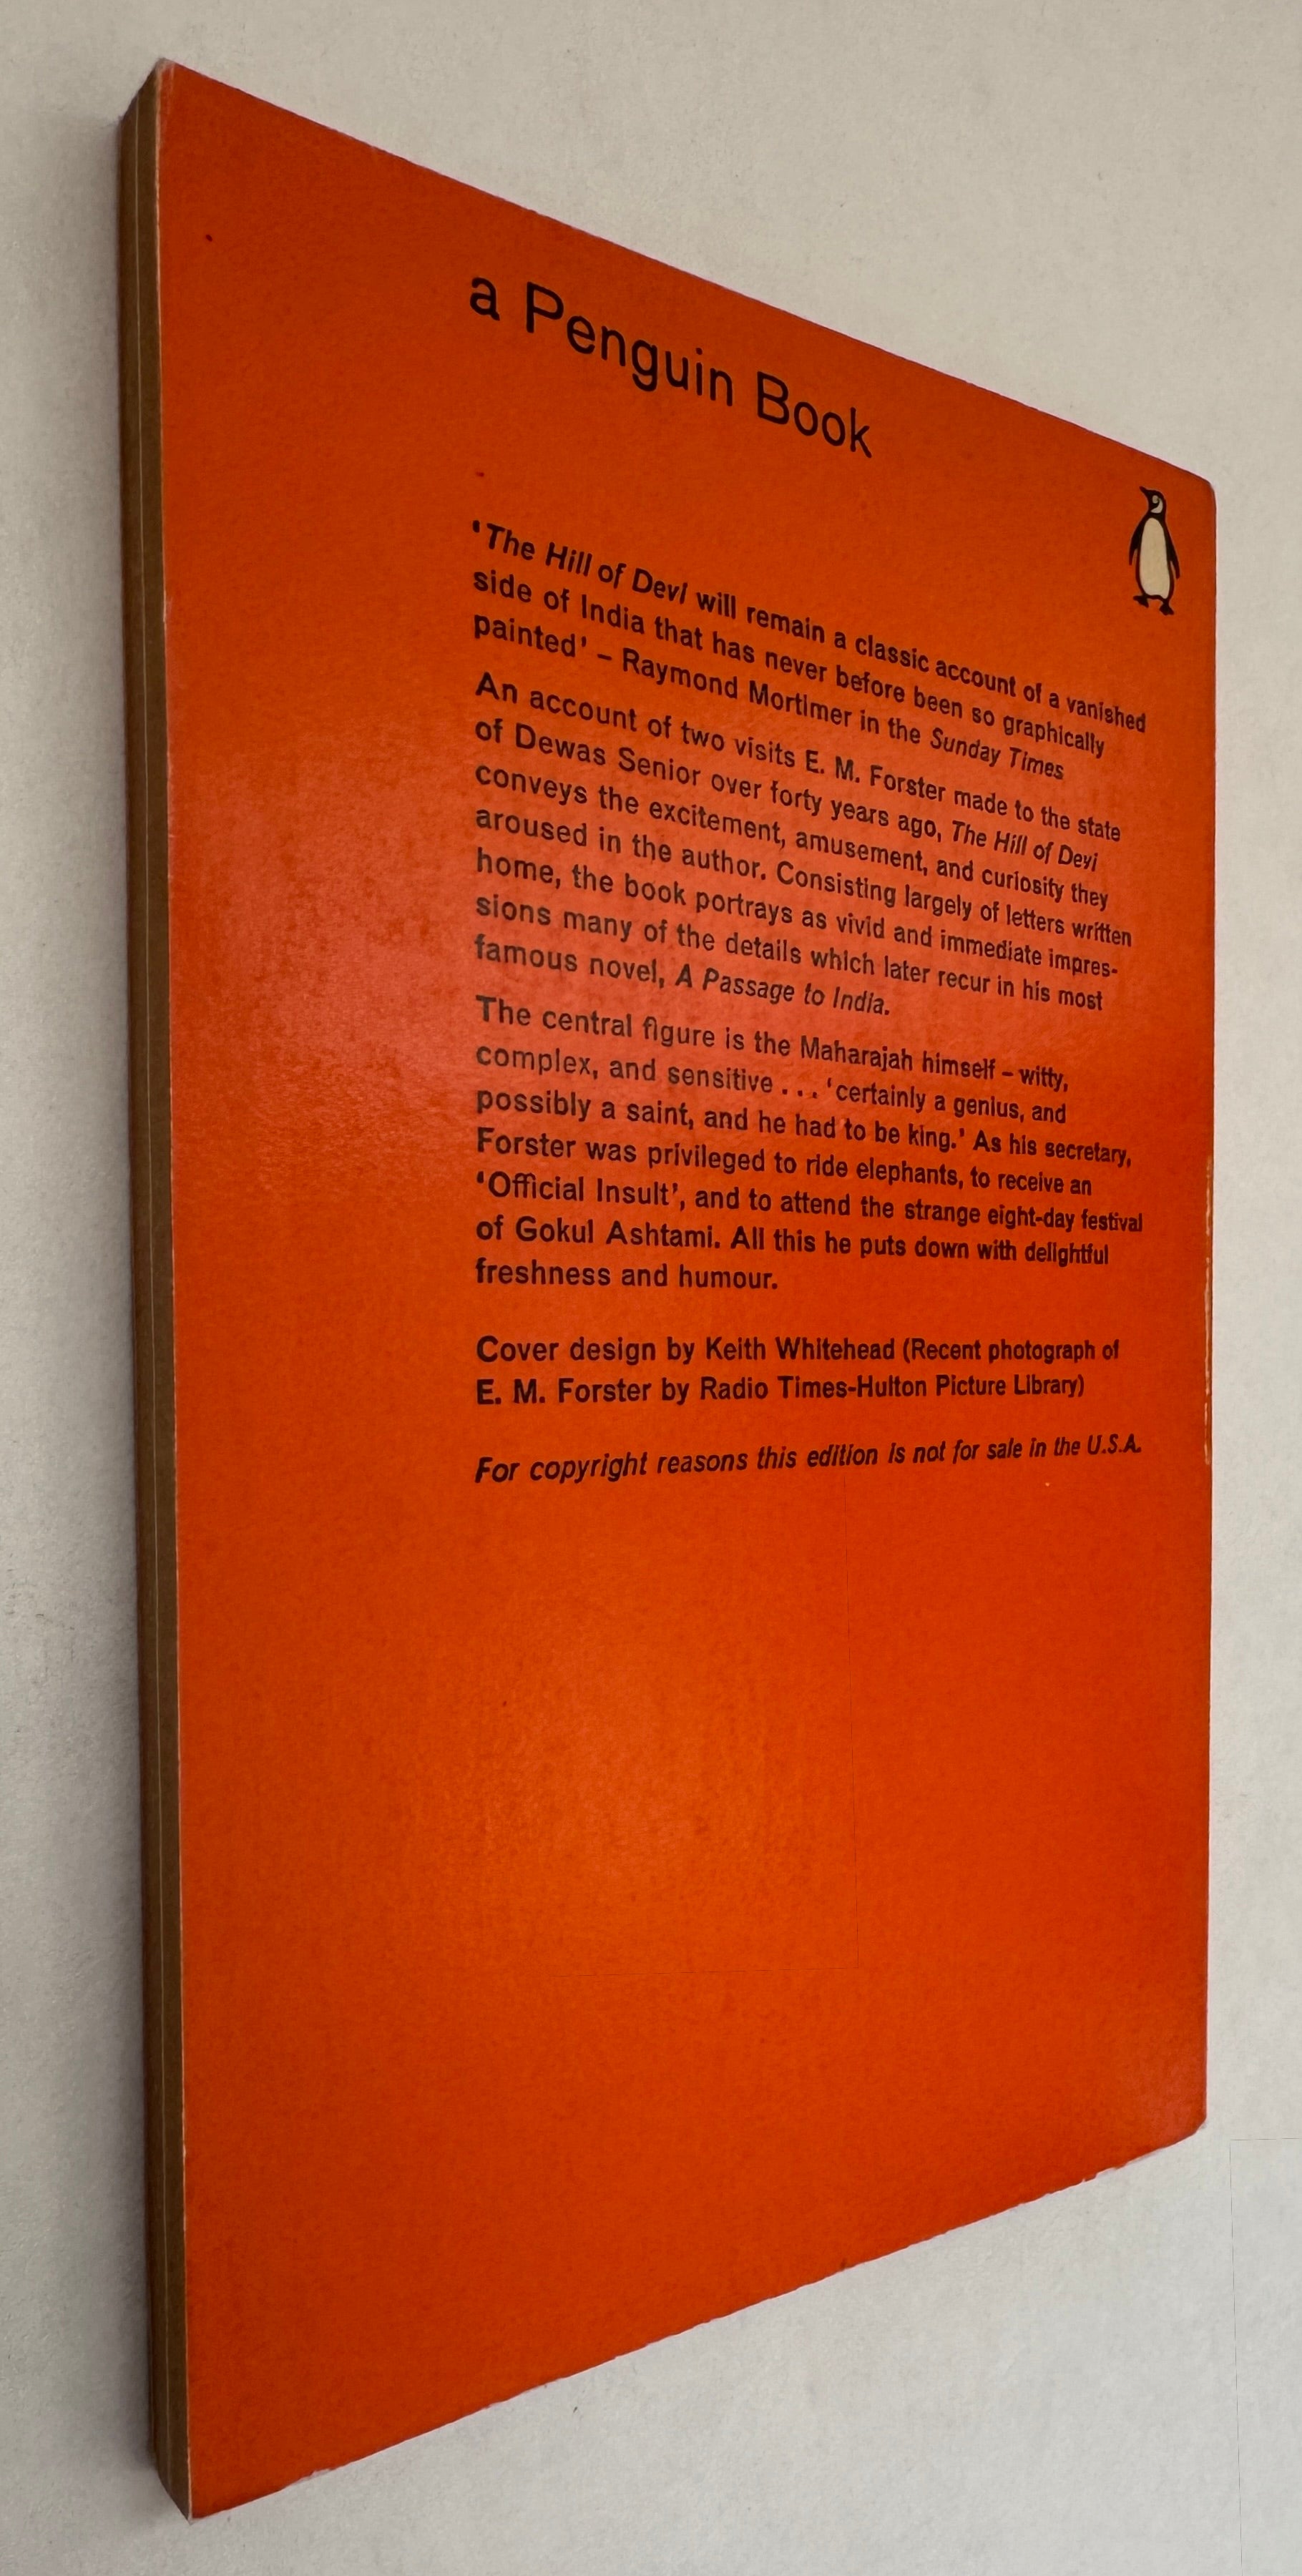 a Penguin Book
‘The Hill of Devi will remain a classic account of a vanished
side of India that has never before been so graphically
painted’ – Raymond Mortimer in the Sunday Times
An account of two visits E. M. Forster made to the state
of Dewas Senior over forty years ago, The Hill of Devi
conveys the excitement, amusement, and curiosity they
aroused in the author. Consisting largely of letters written
home, the book portrays as vivid and immediate impres-
sions many of the details which later recur in his most
famous novel, A Passage to India.
The central figure is the Maharajah himself – witty,
complex, and sensitive . . . ‘certainly a genius, and
possibly a saint, and he had to be king.’ As his secretary,
Forster was privileged to ride elephants, to receive an
‘Official Insult’, and to attend the strange eight-day festival
of Gokul Ashtami. All this he puts down with delightful
freshness and humour.
Cover design by Keith Whitehead (Recent photograph of
E. M. Forster by Radio Times-Hulton Picture Library)
For copyright reasons this edition is not for sale in the U.S.A.